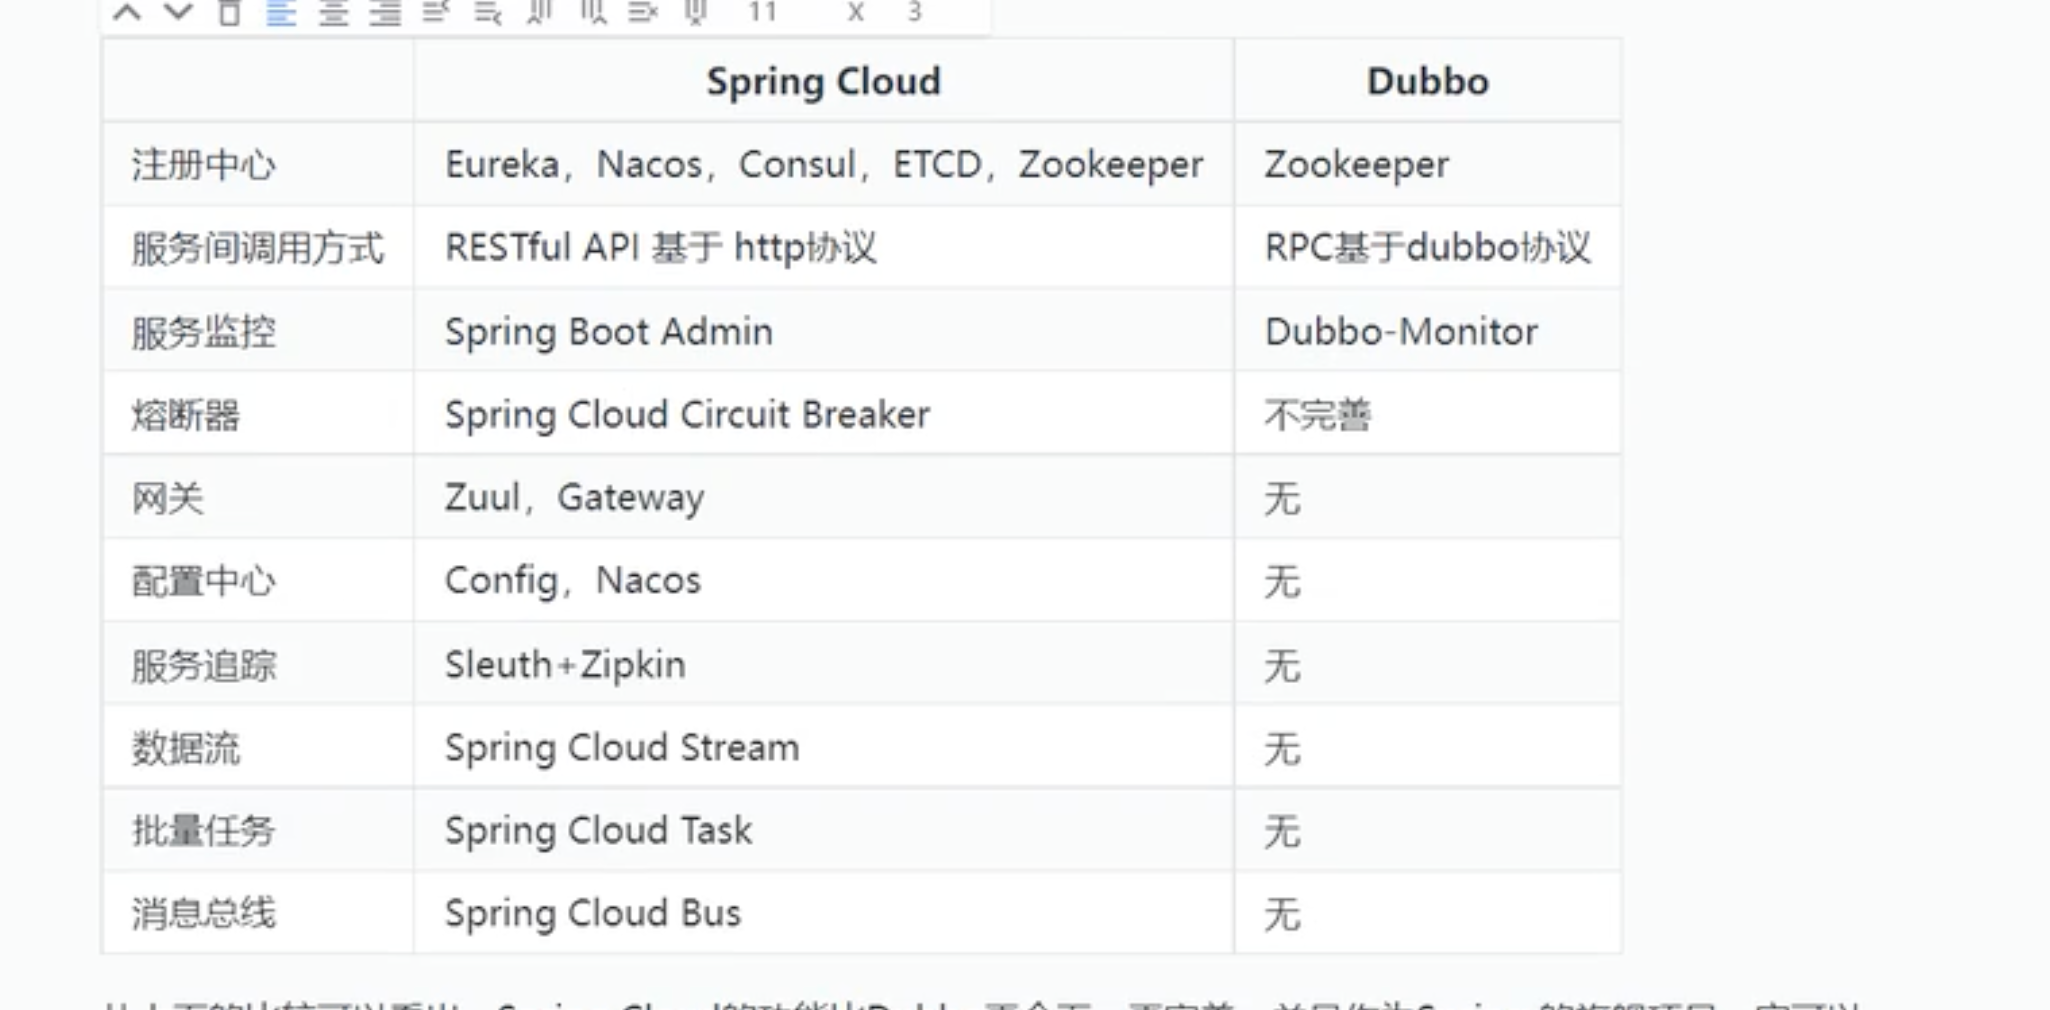 11 X 3
Spring Cloud Dubbo
注册中心 Eureka，Nacos，Consul，ETCD，Zookeeper Zookeeper
服务间调用方式 RESTful API 基于 http协议 RPC基于dubbo协议
服务监控 Spring Boot Admin Dubbo-Monitor
熔断器 Spring Cloud Circuit Breaker 不完善
网关 Zuul，Gateway 无
配置中心 Config，Nacos 无
服务追踪 Sleuth+Zipkin 无
数据流 Spring Cloud Stream 无
批量任务 Spring Cloud Task 无
消息总线 Spring Cloud Bus 无